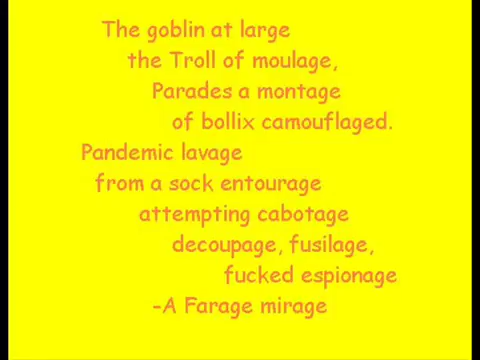 The goblin at large
the Troll of moulage,
Parades a montage
of bollix camouflaged.
Pandemic lavage
from a sock entourage
attempting cabotage
decoupage, fusilage,
fucked espionage
-A Farage mirage